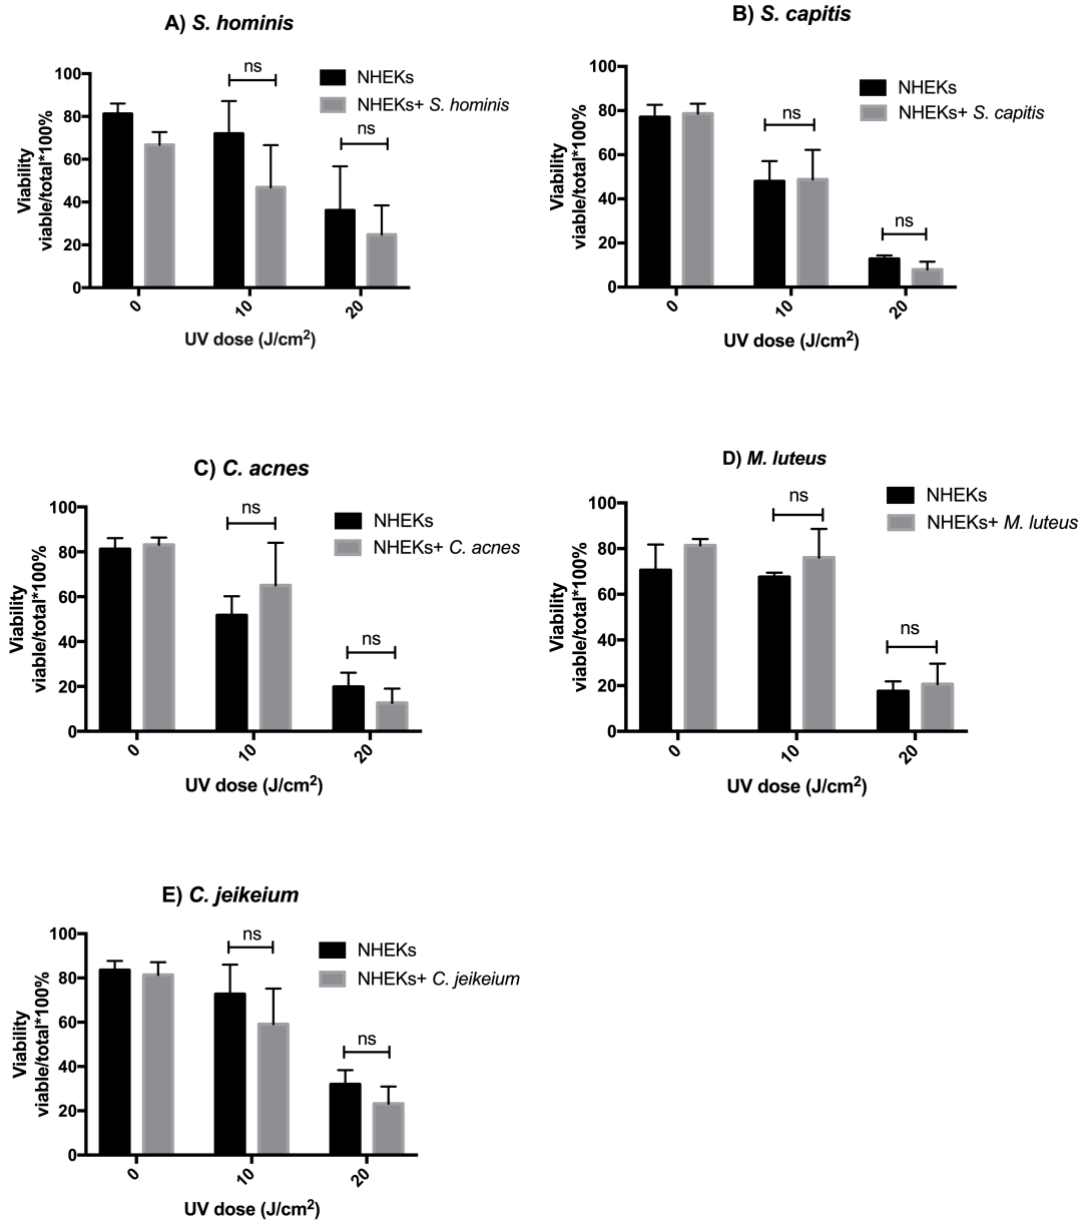 A) S. hominis
ns
NHEKs
NHEKs+ S. hominis
ns
100
80
60
40
20
0
Viability
viable/total*100%
0
10
20
UV dose (J/cm²)
B) S. capitis
NHEKs
NHEKs+ S. capitis
ns
ns
100
80
60
40
20
0
Viability
viable/total*100%
0
10
20
UV dose (J/cm²)
C) C. acnes
ns
NHEKs
NHEKs+ C. acnes
ns
100
80
60
40
20
0
Viability
viable/total*100%
0
10
20
UV dose (J/cm²)
D) M. luteus
ns
NHEKs
NHEKs+ M. luteus
ns
100
80
60
40
20
0
Viability
viable/total*100%
0
10
20
UV dose (J/cm²)
E) C. jeikeium
ns
NHEKs
NHEKs+ C. jeikeium
ns
100
80
60
40
20
0
Viability
viable/total*100%
0
10
20
UV dose (J/cm²)